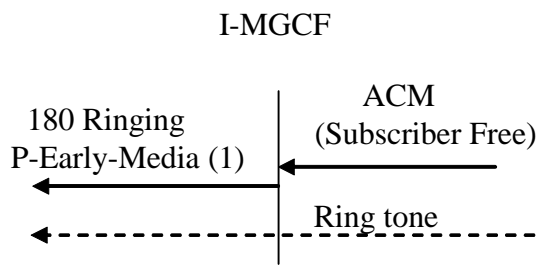 I-MGCF
ACM
(Subscriber Free)
180 Ringing
P-Early-Media (1)
Ring tone